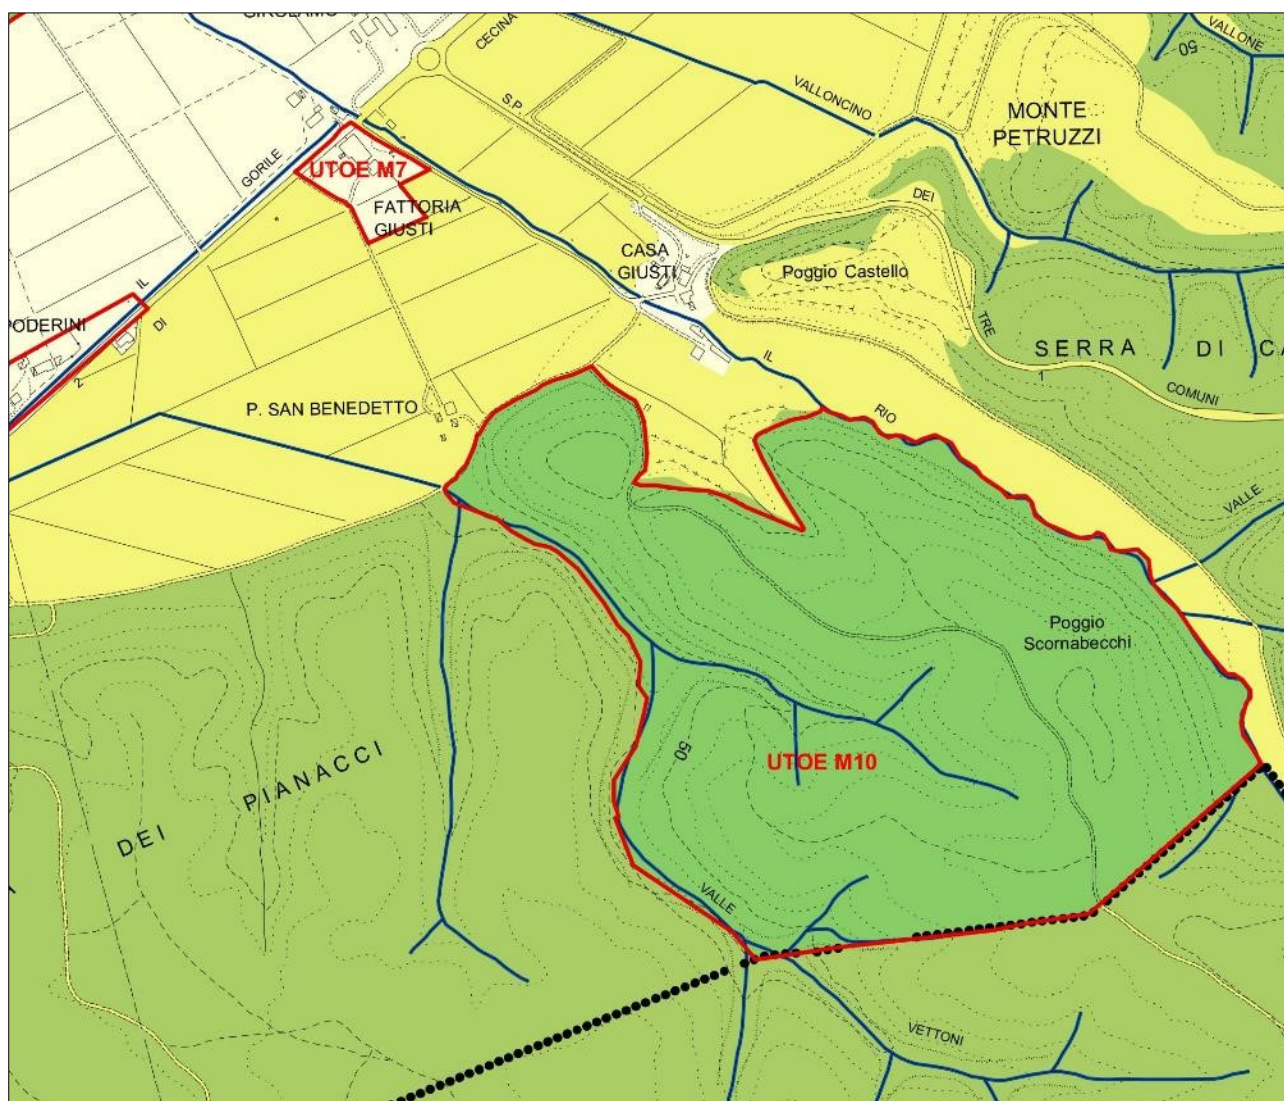 GIROLAMO
CECINA
VALLONE
50
S.P.
VALLONCINO
MONTE
PETRUZZI
GORILE
UTOE M7
FATTORIA
GIUSTI
DEI
CASA
GIUSTI
Poggio Castello
IL
DI
2
PODERINI
TRE
1
SERRA DI CA
COMUNI
IL
RIO
P. SAN BENEDETTO
VALLE
Poggio
Scornabecchi
50
UTOE M10
DEI PIANACCI
VALLE
VETTONI